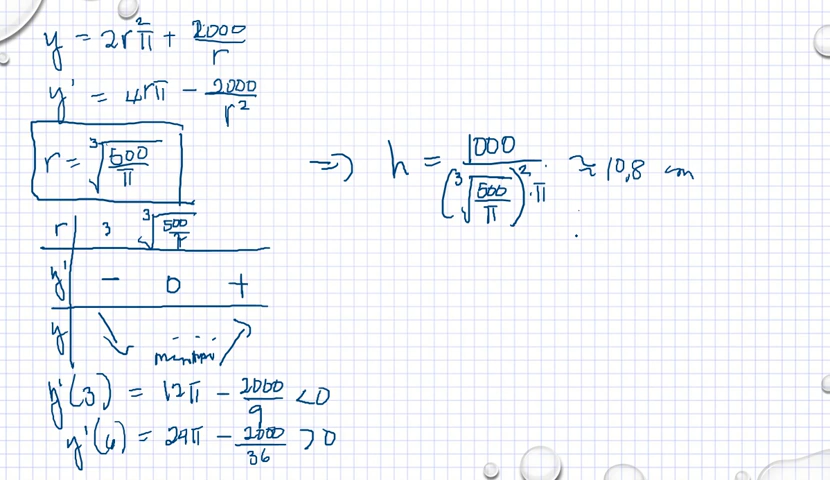 y = 2r²π + 2000/r
y' = 4rπ - 2000/r²
r = ∛(500/π) ⇒ h = 1000/((∛(500/π))²·π) ≈ 10,8 cm
r | 3 ∛(500/π)
y' | - 0 +
y | ↘ ↗
y'(3) = 12π - 2000/9 < 0
y'(6) = 24π - 2000/36 > 0